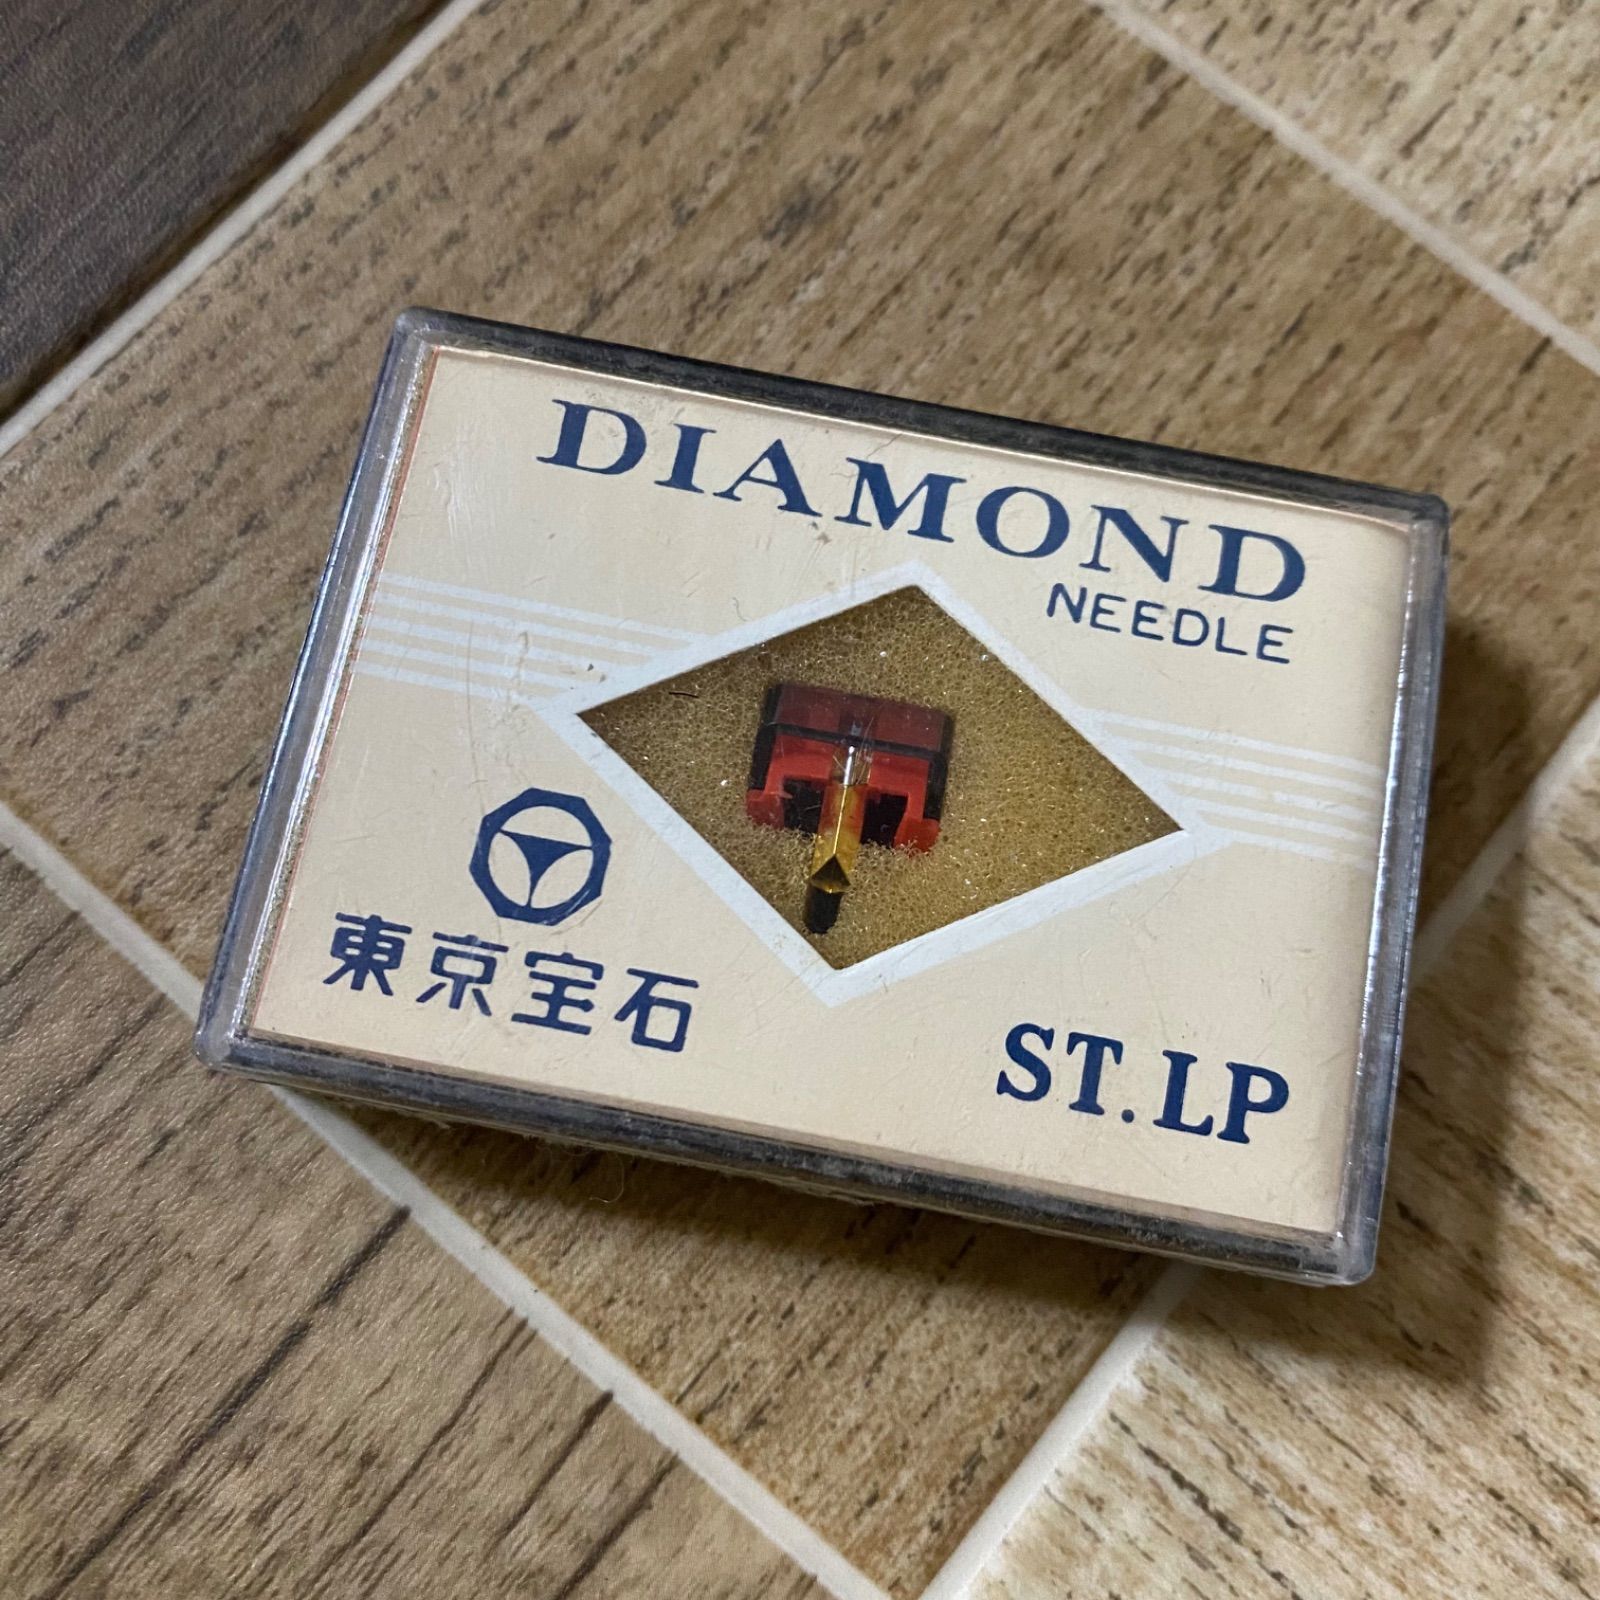 DIAMOND
NEEDLE
東京宝石
ST.LP